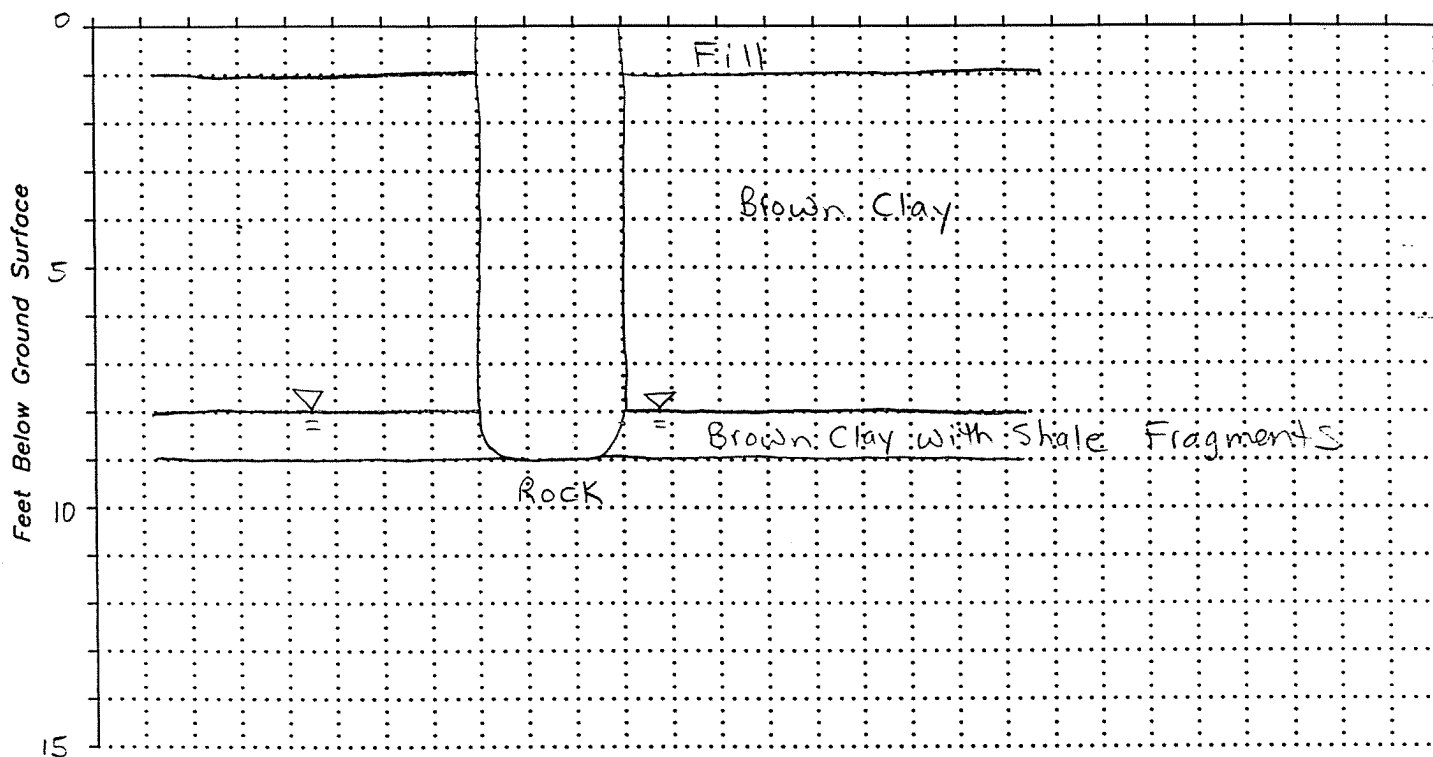 0
Fill
Brown Clay
5
Feet Below Ground Surface
Brown Clay with Shale Fragments
Rock
10
15